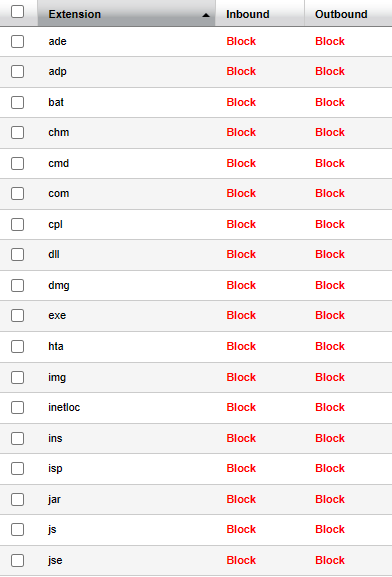 Extension Inbound Outbound
ade Block Block
adp Block Block
bat Block Block
chm Block Block
cmd Block Block
com Block Block
cpl Block Block
dll Block Block
dmg Block Block
exe Block Block
hta Block Block
img Block Block
inetloc Block Block
ins Block Block
isp Block Block
jar Block Block
js Block Block
jse Block Block